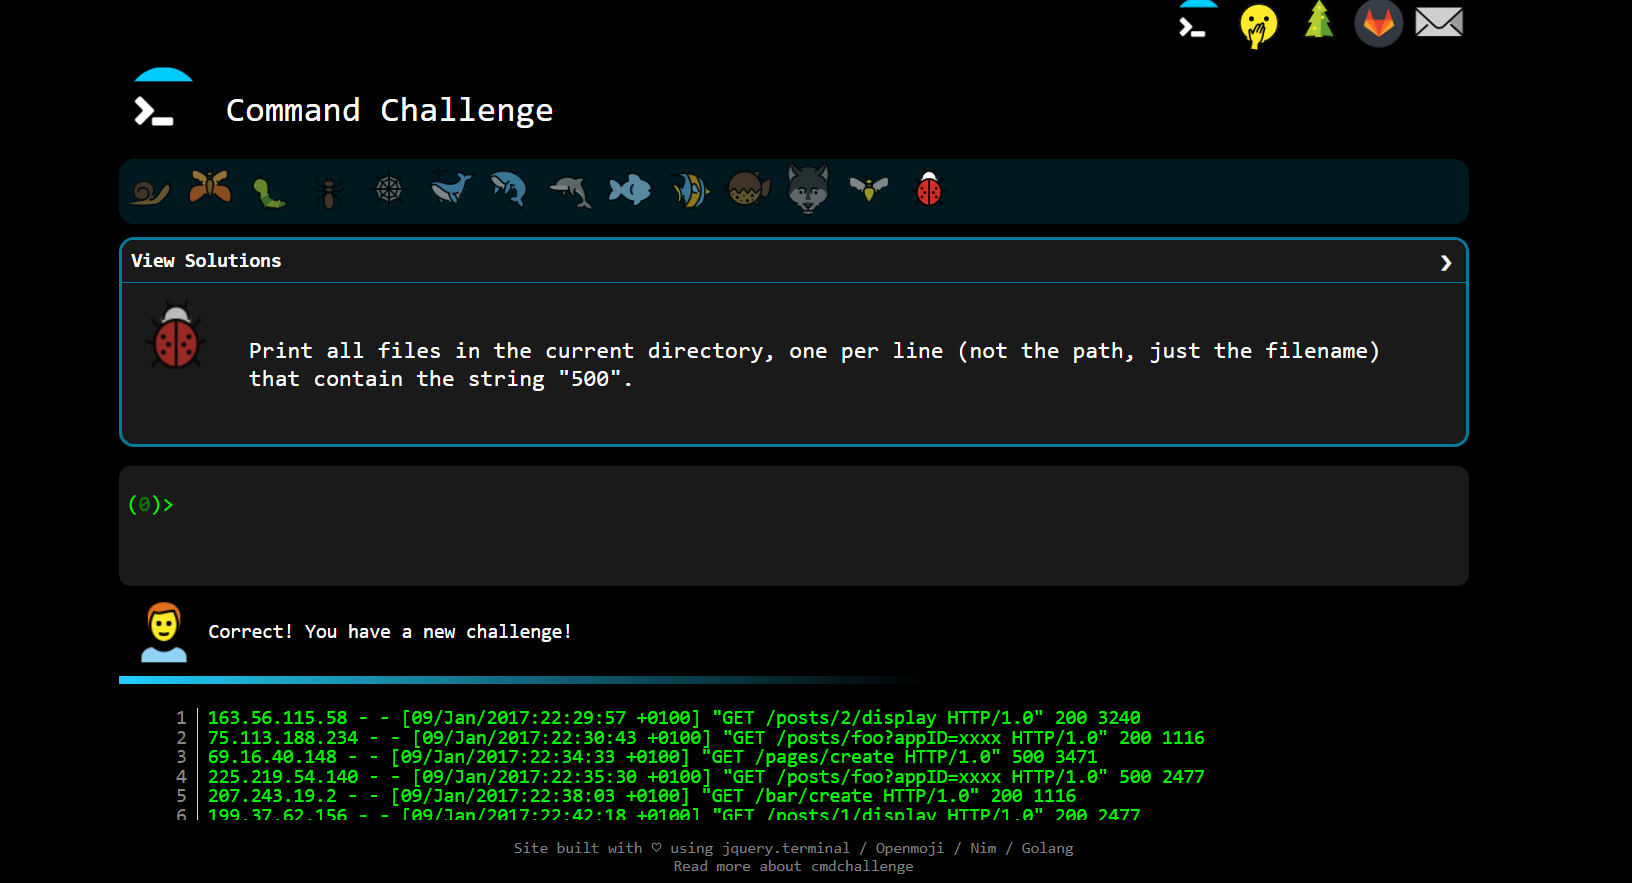 Command Challenge
View Solutions
Print all files in the current directory, one per line (not the path, just the filename)
that contain the string "500".
(0)>
Correct! You have a new challenge!
1 163.56.115.58 - - [09/Jan/2017:22:29:57 +0100] "GET /posts/2/display HTTP/1.0" 200 3240
2 75.113.188.234 - - [09/Jan/2017:22:30:43 +0100] "GET /posts/foo?appID=xxxx HTTP/1.0" 200 1116
3 69.16.40.148 - - [09/Jan/2017:22:34:33 +0100] "GET /pages/create HTTP/1.0" 500 3471
4 225.219.54.140 - - [09/Jan/2017:22:35:30 +0100] "GET /posts/foo?appID=xxxx HTTP/1.0" 500 2477
5 207.243.19.2 - - [09/Jan/2017:22:38:03 +0100] "GET /bar/create HTTP/1.0" 200 1116
6 199.37.62.156 - - [09/Jan/2017:22:42:18 +0100] "GET /posts/1/display HTTP/1.0" 200 2477
Site built with ♡ using jquery.terminal / Openmoji / Nim / Golang
Read more about cmdchallenge